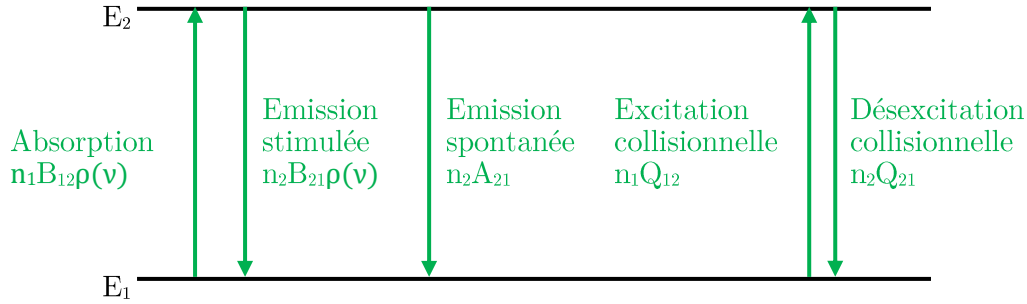 E₂
Absorption
n₁B₁₂ρ(ν)
Emission
stimulée
n₂B₂₁ρ(ν)
Emission
spontanée
n₂A₂₁
Excitation
collisionnelle
n₁Q₁₂
Désexcitation
collisionnelle
n₂Q₂₁
E₁